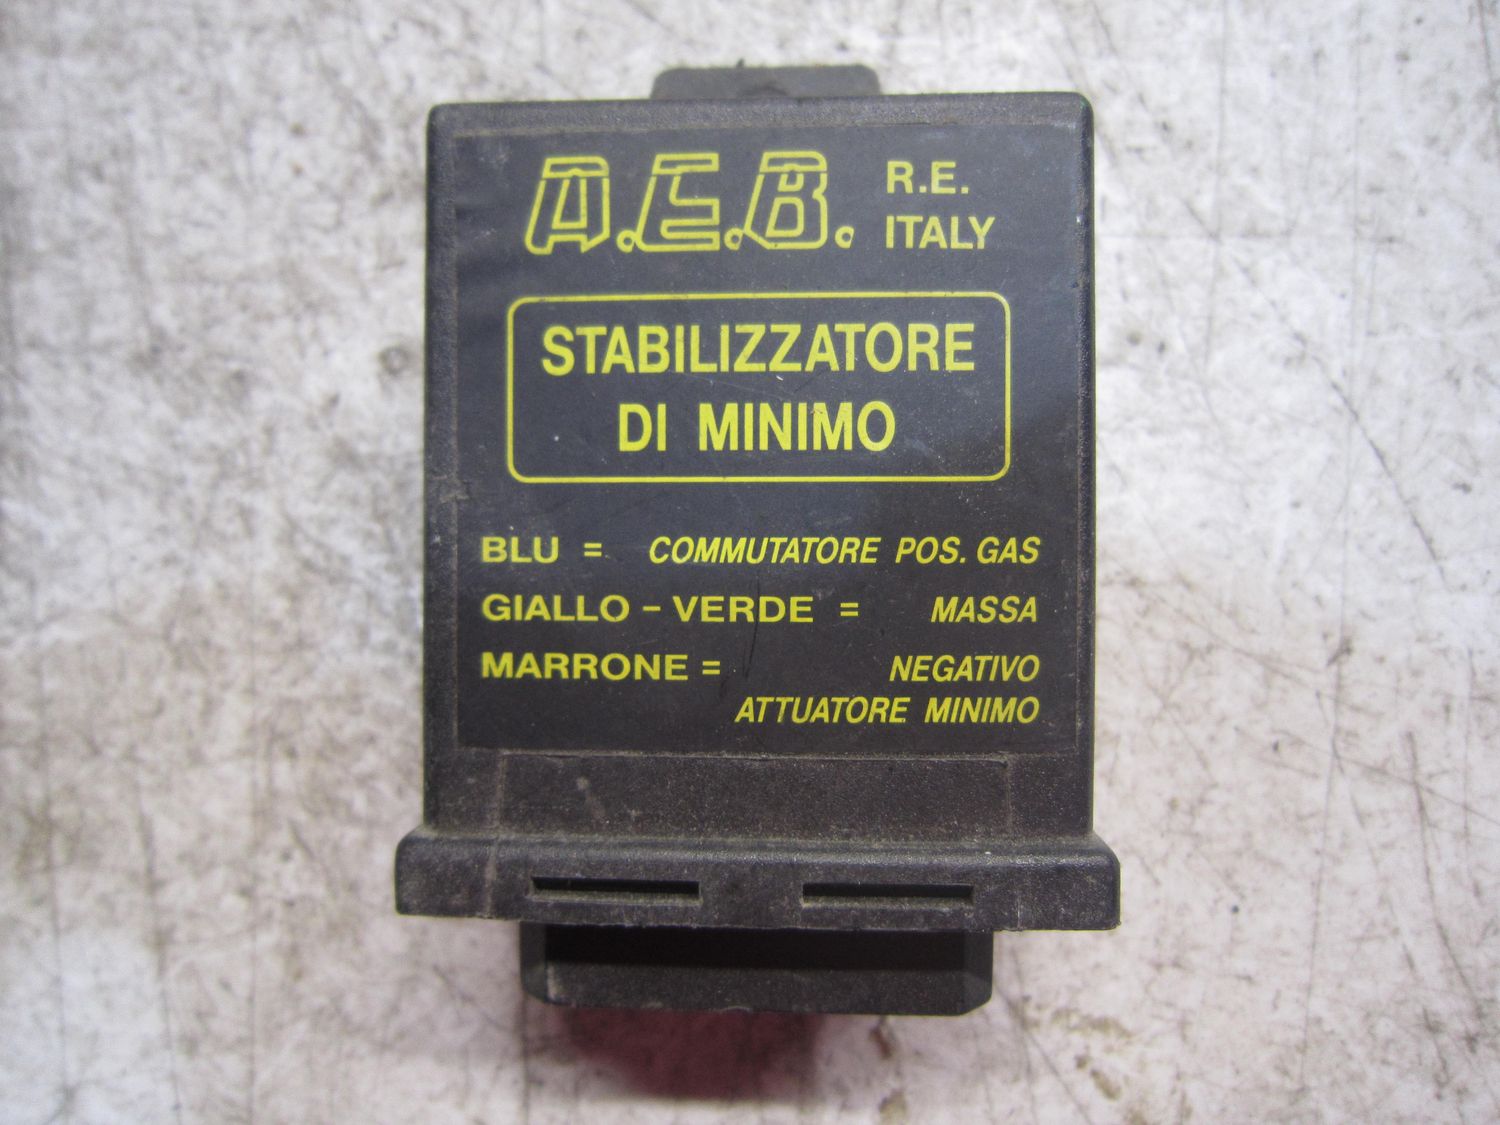 A.E.B. R.E.
ITALY
STABILIZZATORE
DI MINIMO
BLU = COMMUTATORE POS. GAS
GIALLO - VERDE = MASSA
MARRONE = NEGATIVO
ATTUATORE MINIMO